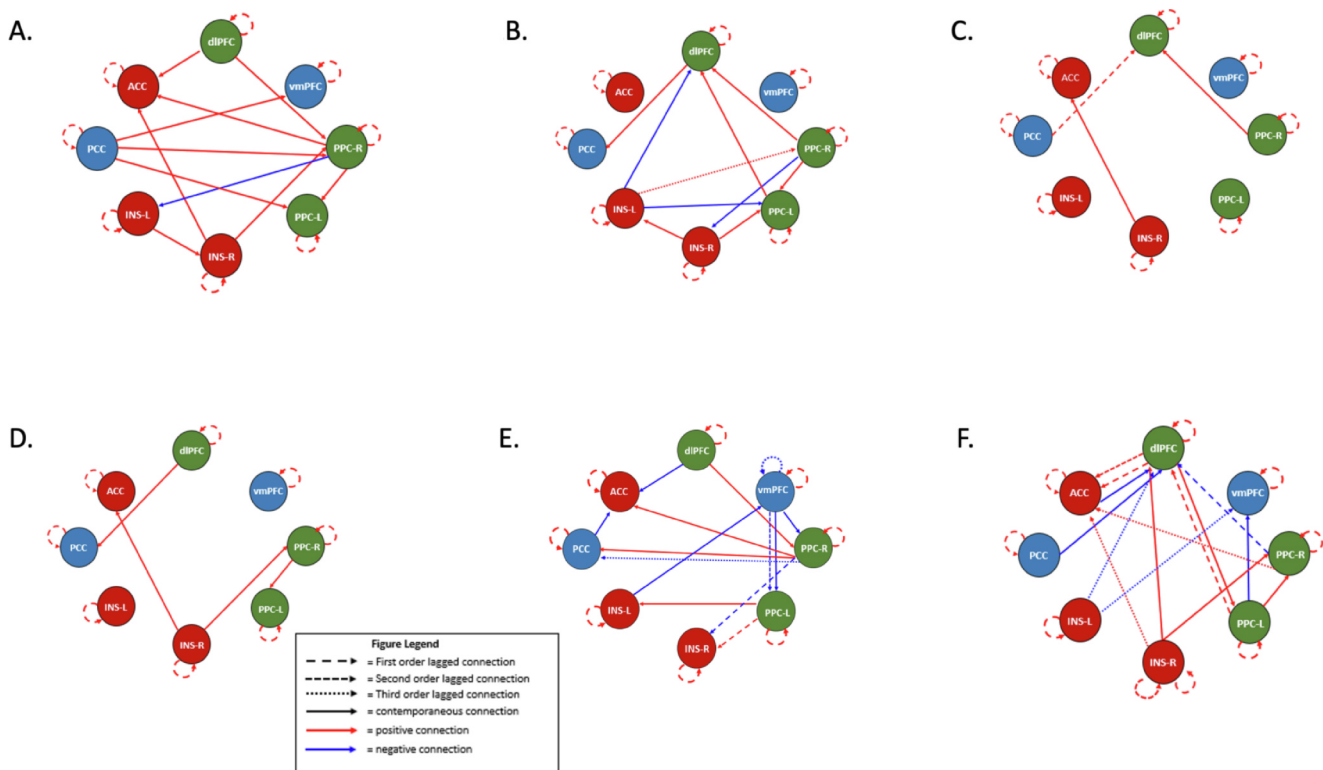 A.
dlPFC
ACC
vmPFC
PCC
PPC-R
INS-L
PPC-L
INS-R
B.
dlPFC
ACC
vmPFC
PCC
PPC-R
INS-L
PPC-L
INS-R
C.
dlPFC
ACC
vmPFC
PCC
PPC-R
INS-L
PPC-L
INS-R
D.
dlPFC
ACC
vmPFC
PCC
PPC-R
INS-L
PPC-L
INS-R
E.
dlPFC
ACC
vmPFC
PCC
PPC-R
INS-L
PPC-L
INS-R
F.
dlPFC
ACC
vmPFC
PCC
PPC-R
INS-L
PPC-L
INS-R
Figure Legend
= First order lagged connection
= Second order lagged connection
= Third order lagged connection
= contemporaneous connection
= positive connection
= negative connection